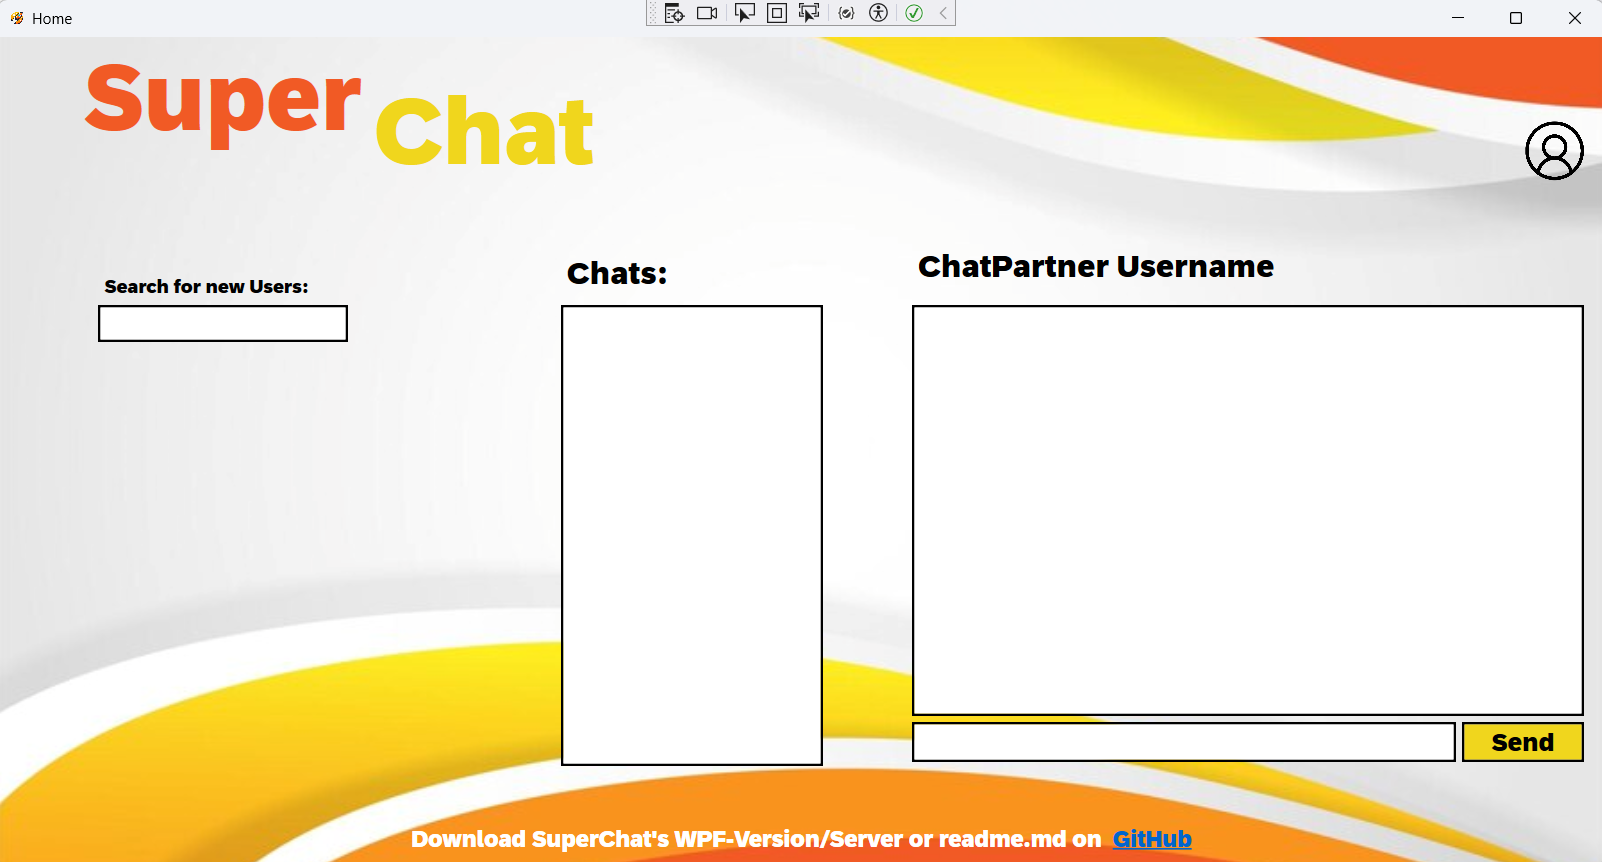 Home
Super
Chat
Search for new Users:
Chats:
ChatPartner Username
Send
Download SuperChat's WPF-Version/Server or readme.md on GitHub